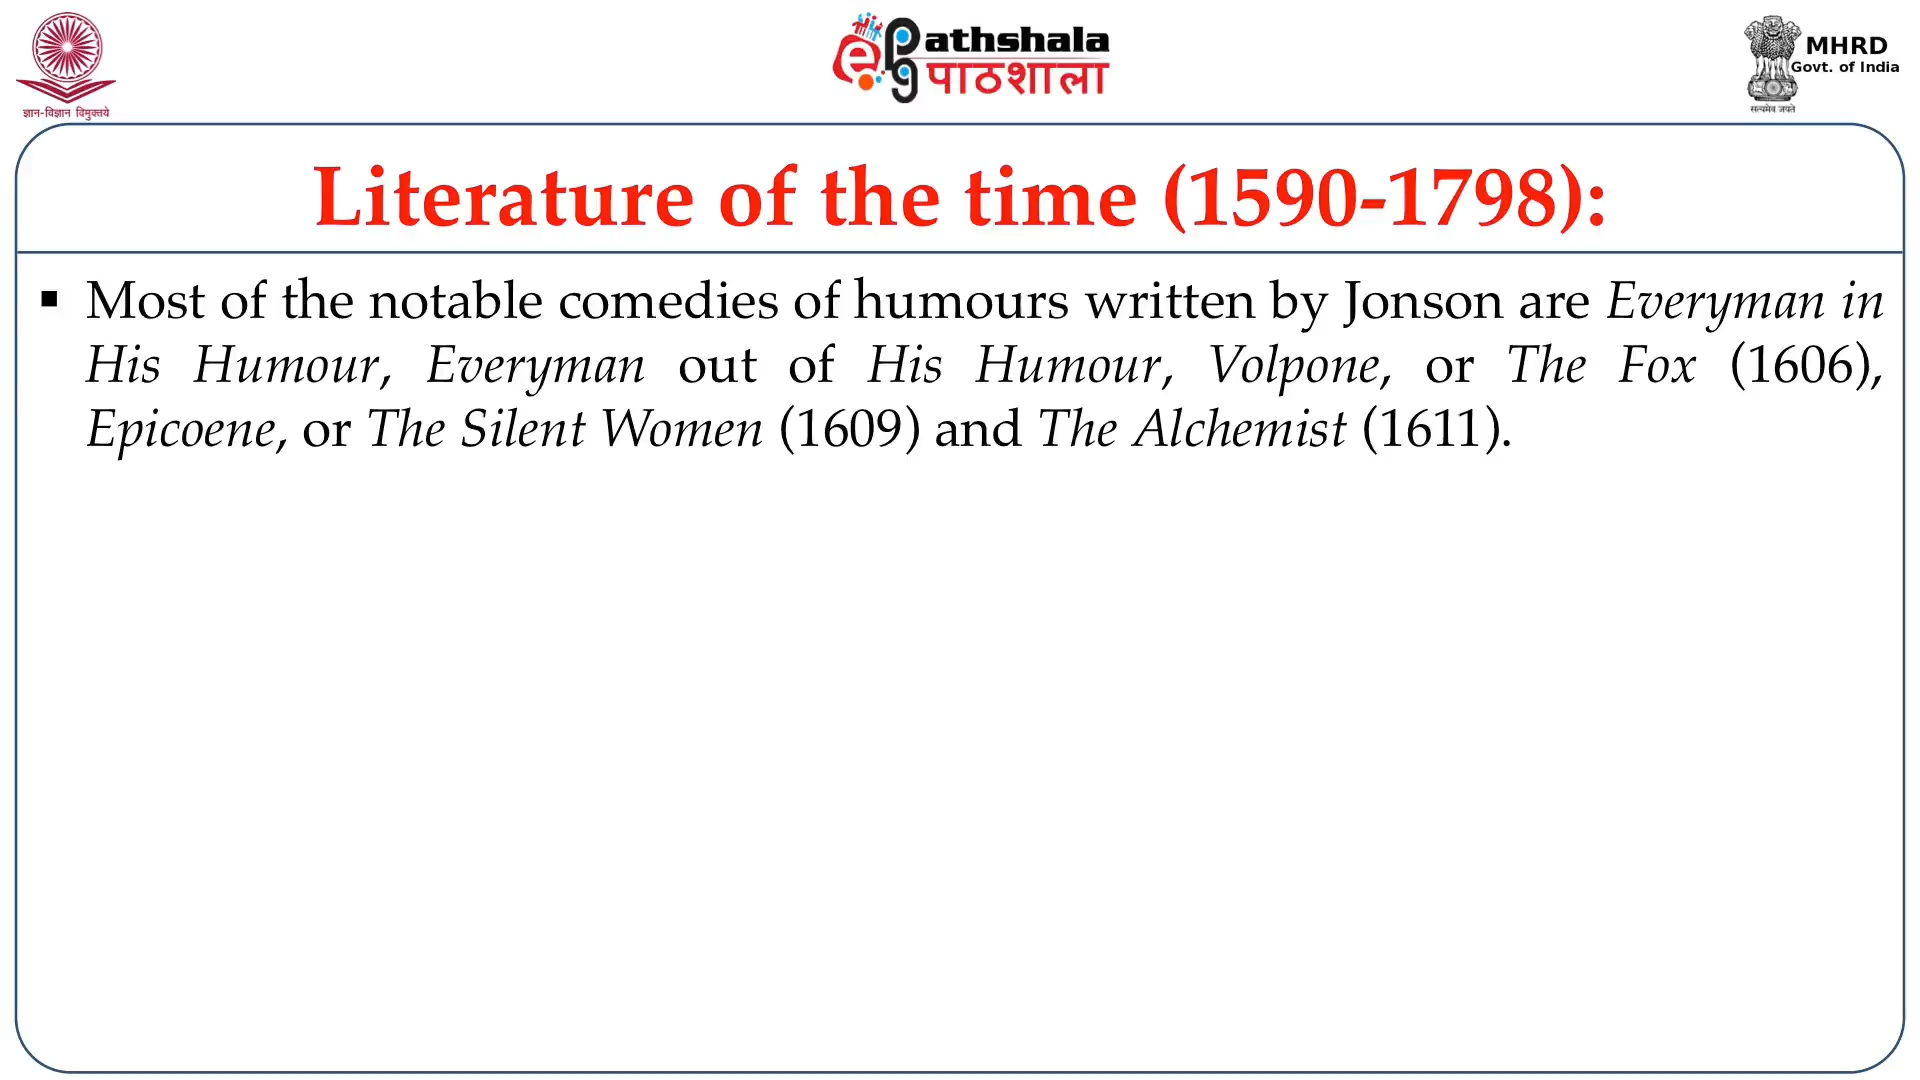 ज्ञान-विज्ञान विमुक्तये
e pg Pathshala
पाठशाला
MHRD
Govt. of India
सत्यमेव जयते
Literature of the time (1590-1798):
▪ Most of the notable comedies of humours written by Jonson are Everyman in
His Humour, Everyman out of His Humour, Volpone, or The Fox (1606),
Epicoene, or The Silent Women (1609) and The Alchemist (1611).